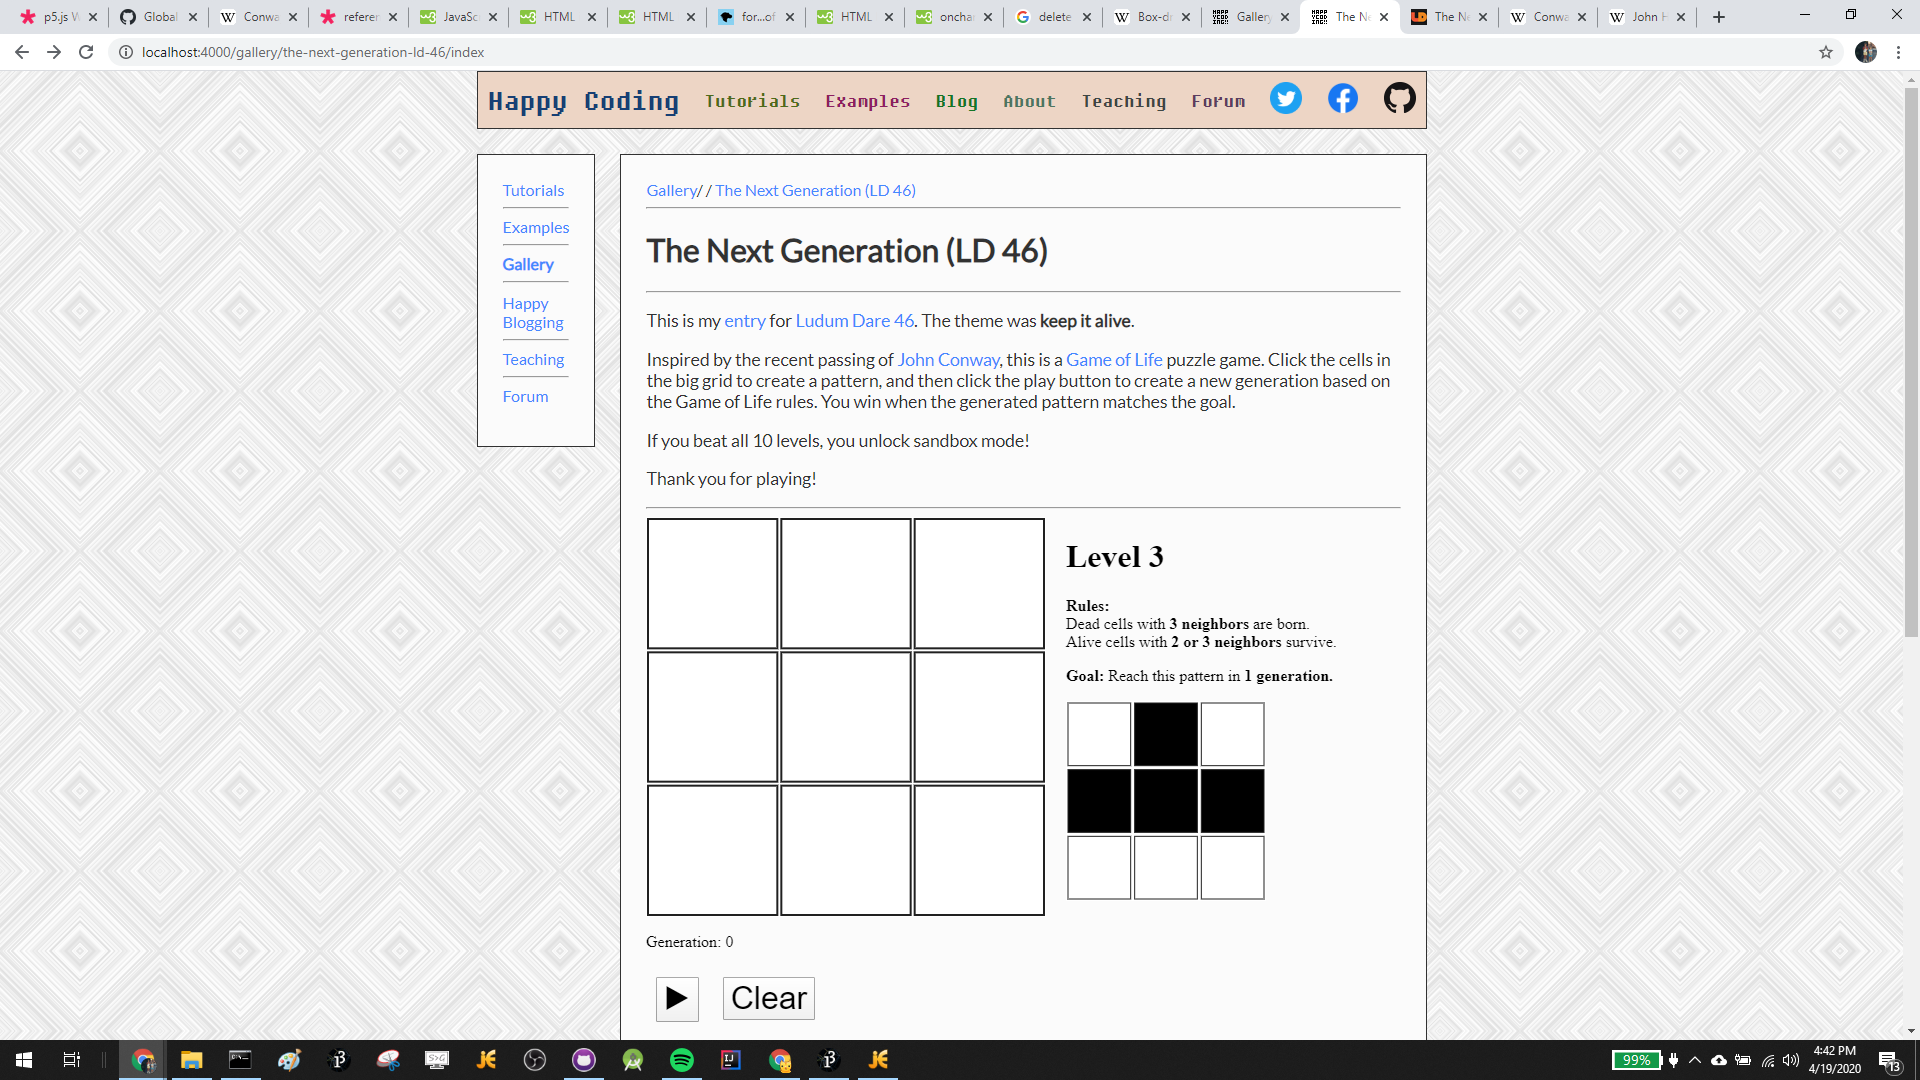 p5.js W
Global
Conwa
referer
JavaSc
HTML
HTML
for...of
HTML
onchar
delete
Box-dr
Gallery
The Ne
The Ne
Conwa
John H
localhost:4000/gallery/the-next-generation-ld-46/index
Happy Coding Tutorials Examples Blog About Teaching Forum
Tutorials
Examples
Gallery
Happy
Blogging
Teaching
Forum
Gallery/ / The Next Generation (LD 46)
The Next Generation (LD 46)
This is my entry for Ludum Dare 46. The theme was keep it alive.
Inspired by the recent passing of John Conway, this is a Game of Life puzzle game. Click the cells in
the big grid to create a pattern, and then click the play button to create a new generation based on
the Game of Life rules. You win when the generated pattern matches the goal.
If you beat all 10 levels, you unlock sandbox mode!
Thank you for playing!
Level 3
Rules:
Dead cells with 3 neighbors are born.
Alive cells with 2 or 3 neighbors survive.
Goal: Reach this pattern in 1 generation.
Generation: 0
Clear
99%
4:42 PM
4/19/2020
13